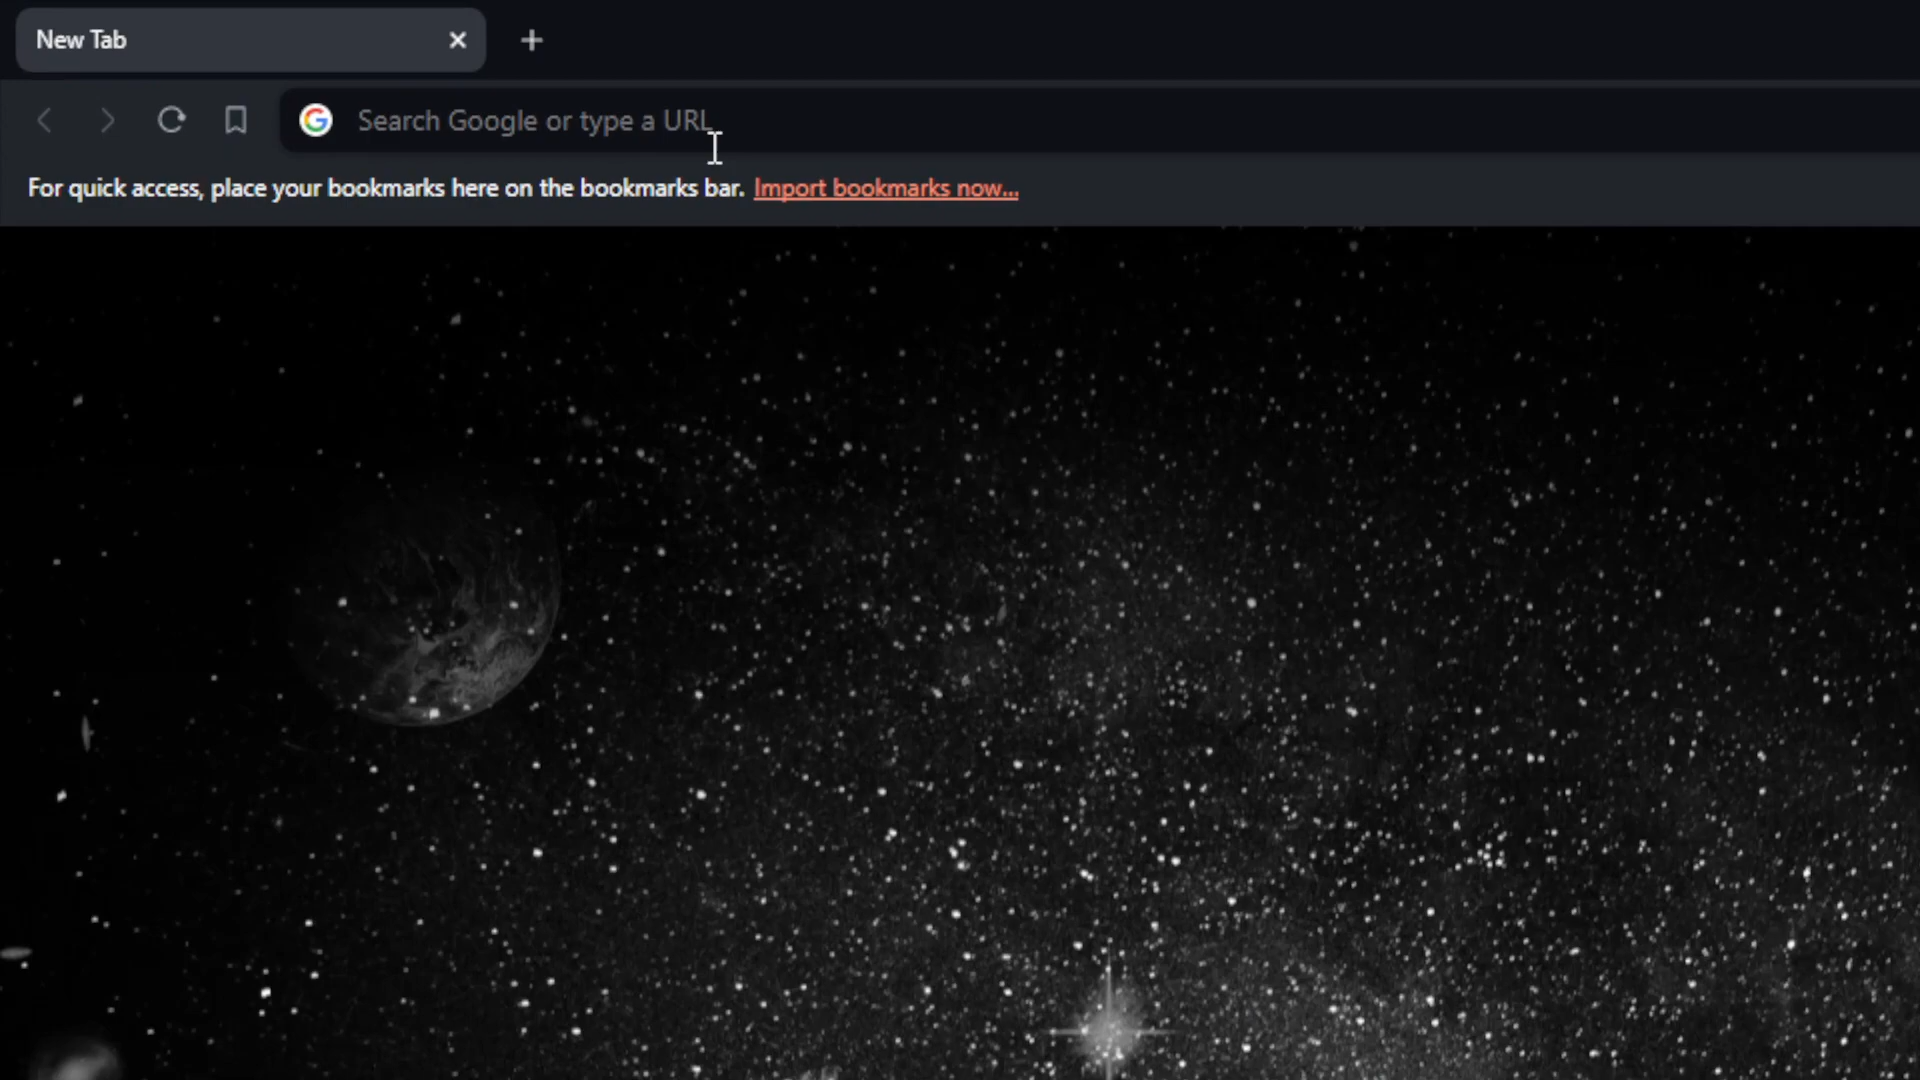 New Tab
Search Google or type a URL
For quick access, place your bookmarks here on the bookmarks bar. Import bookmarks now...